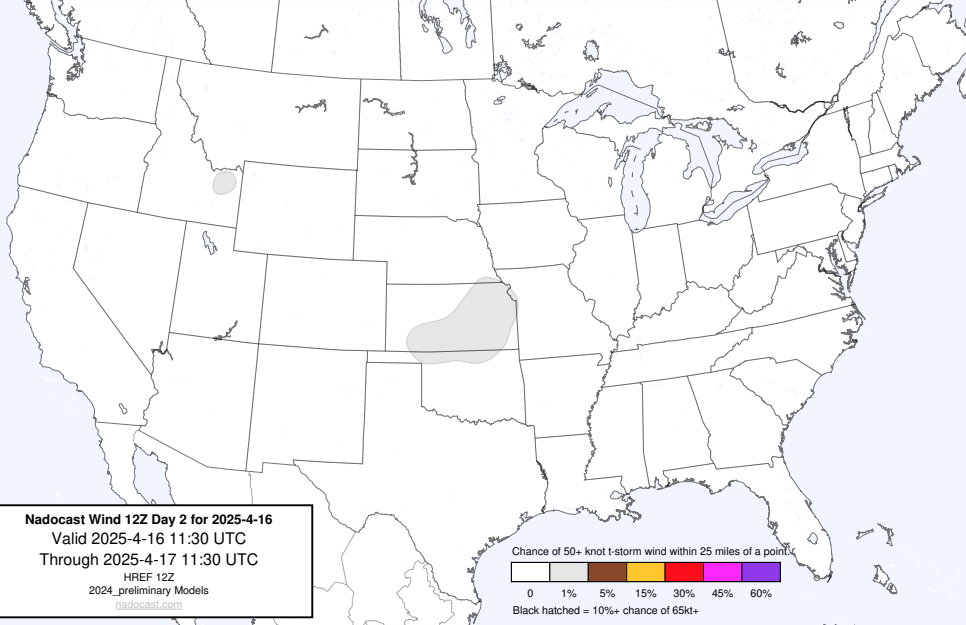 Nadocast Wind 12Z Day 2 for 2025-4-16
Valid 2025-4-16 11:30 UTC
Through 2025-4-17 11:30 UTC
HREF 12Z
2024_preliminary Models
nadocast.com
Chance of 50+ knot t-storm wind within 25 miles of a point.
0 1% 5% 15% 30% 45% 60%
Black hatched = 10%+ chance of 65kt+